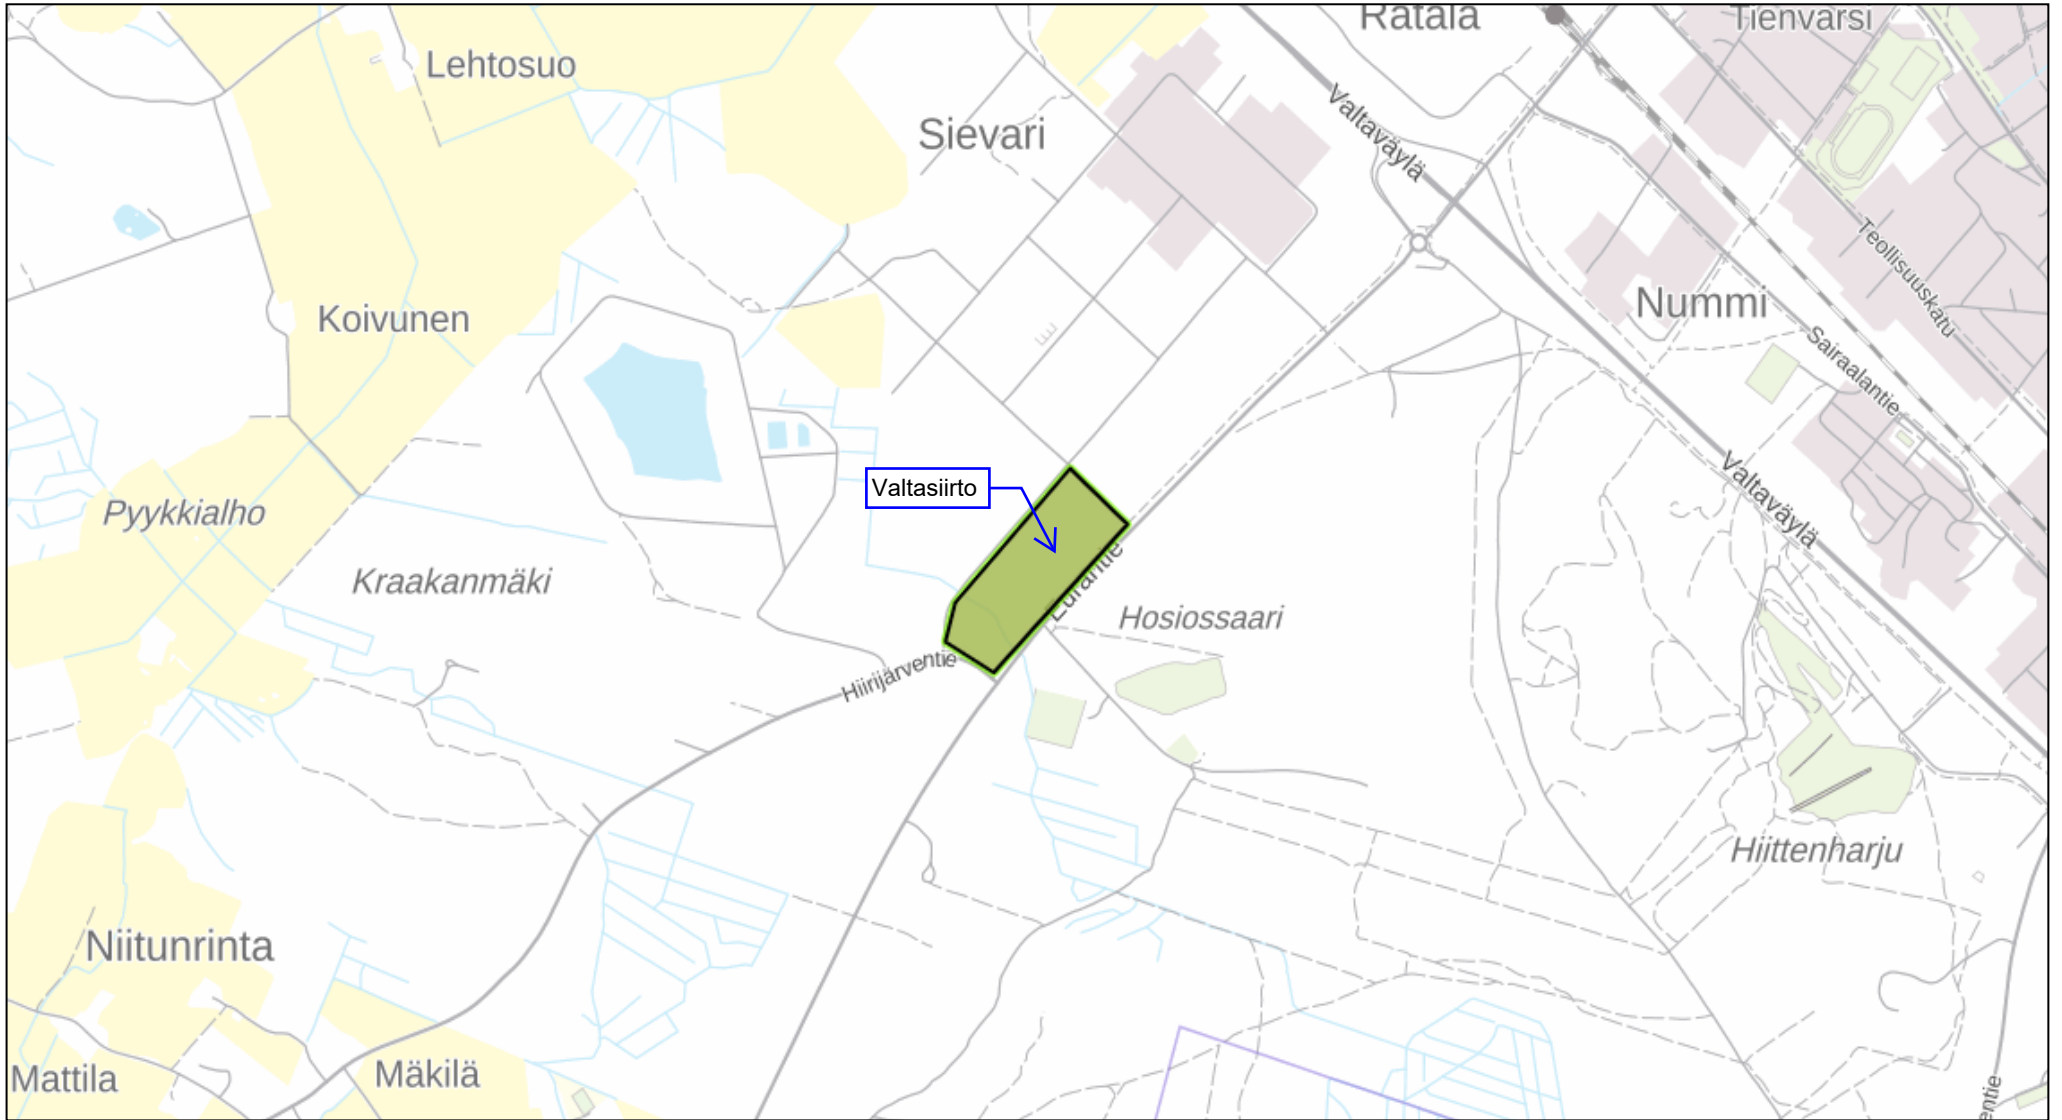 Ratala
Tienvarsi
Lehtosuo
Sievari
Valtaväylä
Teollisuuskatu
Koivunen
Nummi
Sairaalantie
Valtasiirto
Valtaväylä
Pyykkialho
Kraakanmäki
Hosiossaari
Hiirijärventie
Hiittenharju
Niitunrinta
Mattila
Mäkilä